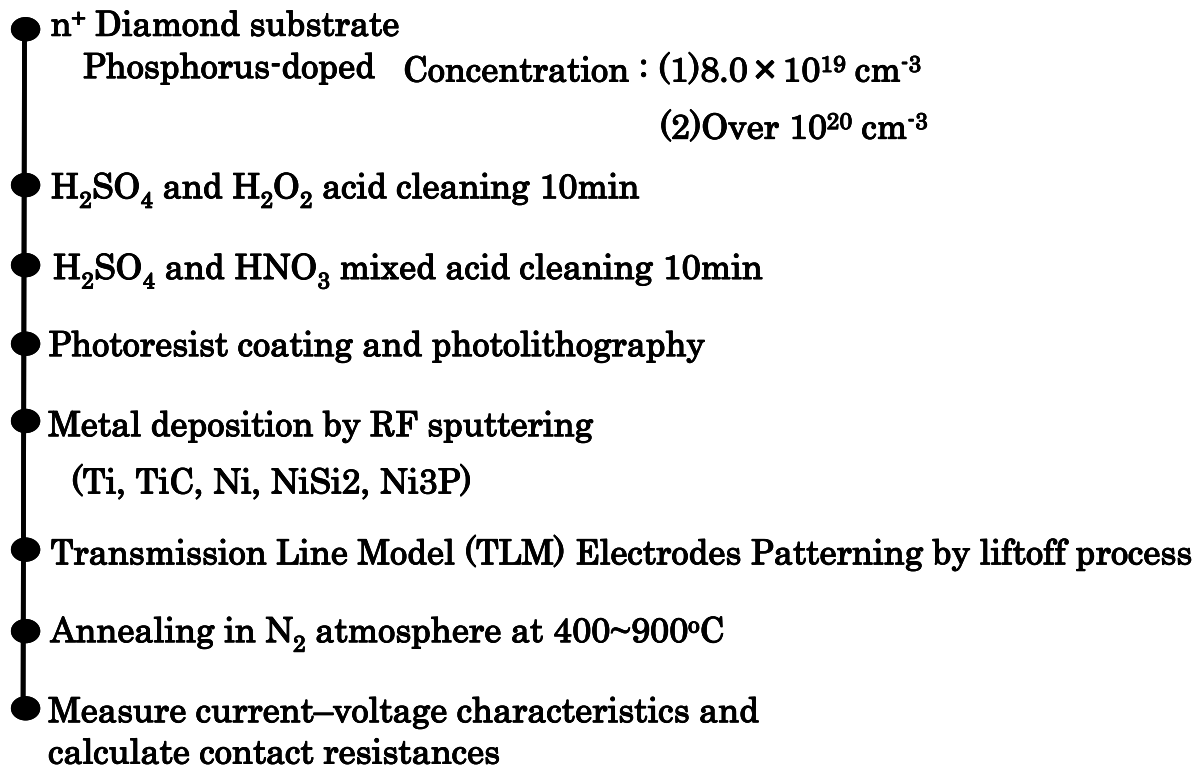 n⁺ Diamond substrate
Phosphorus-doped Concentration : (1)8.0 × 10¹⁹ cm⁻³
(2)Over 10²⁰ cm⁻³
H₂SO₄ and H₂O₂ acid cleaning 10min
H₂SO₄ and HNO₃ mixed acid cleaning 10min
Photoresist coating and photolithography
Metal deposition by RF sputtering
(Ti, TiC, Ni, NiSi2, Ni3P)
Transmission Line Model (TLM) Electrodes Patterning by liftoff process
Annealing in N₂ atmosphere at 400~900ºC
Measure current–voltage characteristics and
calculate contact resistances